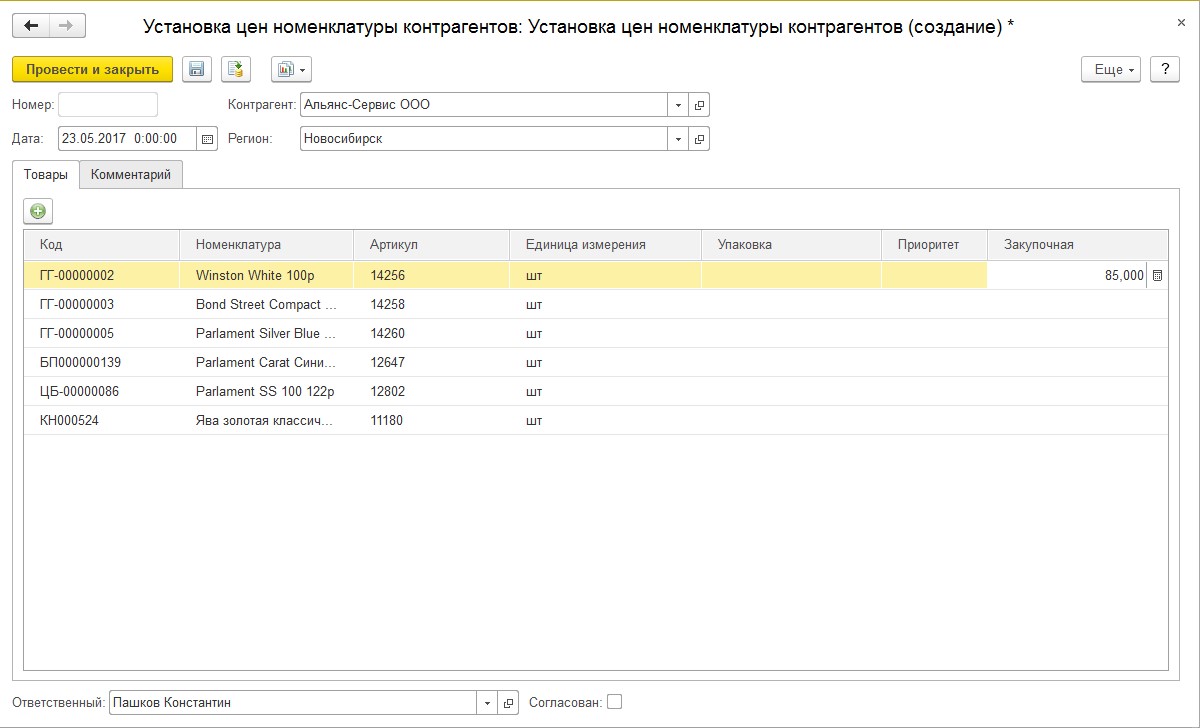 Установка цен номенклатуры контрагентов: Установка цен номенклатуры контрагентов (создание) *
Провести и закрыть Еще ?
Номер: Контрагент: Альянс-Сервис ООО
Дата: 23.05.2017 0:00:00 Регион: Новосибирск
Товары Комментарий
Код Номенклатура Артикул Единица измерения Упаковка Приоритет Закупочная
ГГ-00000002 Winston White 100р 14256 шт 85,000
ГГ-00000003 Bond Street Compact ... 14258 шт
ГГ-00000005 Parlament Silver Blue ... 14260 шт
БП000000139 Parlament Carat Сини... 12647 шт
ЦБ-00000086 Parlament SS 100 122р 12802 шт
КН000524 Ява золотая классич... 11180 шт
Ответственный: Пашков Константин Согласован: